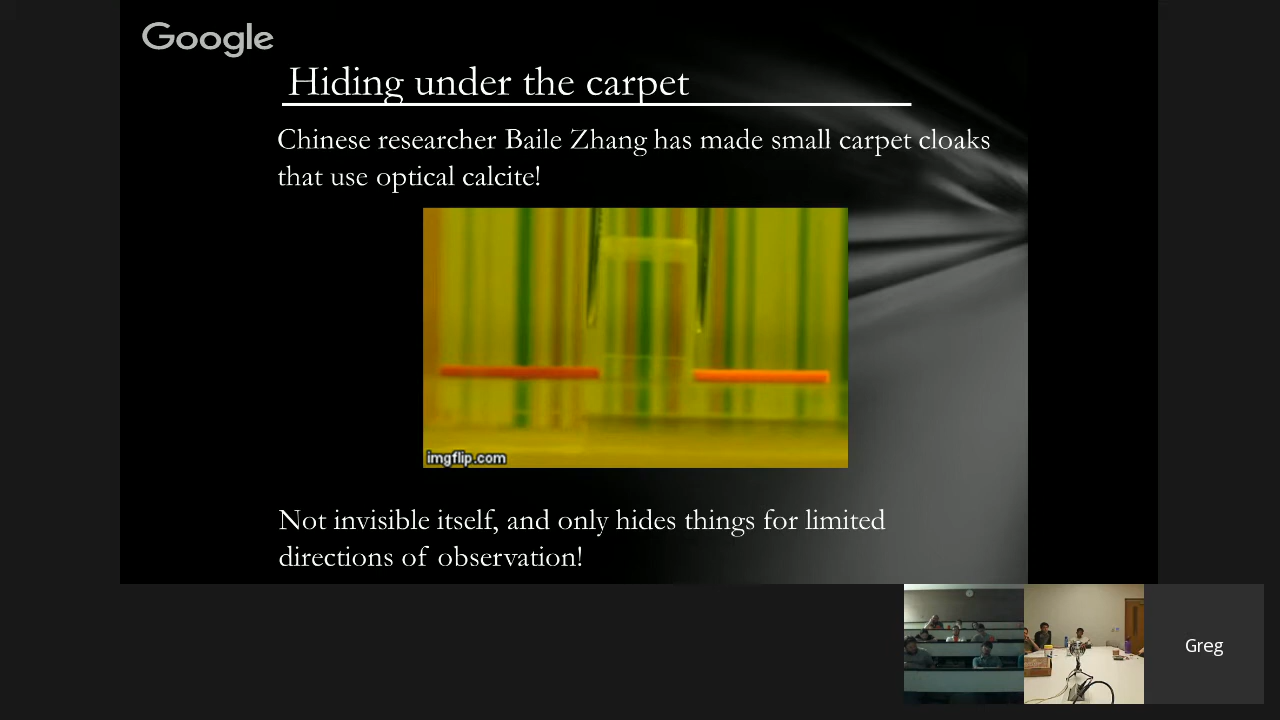 Google
Hiding under the carpet
Chinese researcher Baile Zhang has made small carpet cloaks
that use optical calcite!
imgflip.com
Not invisible itself, and only hides things for limited
directions of observation!
Greg